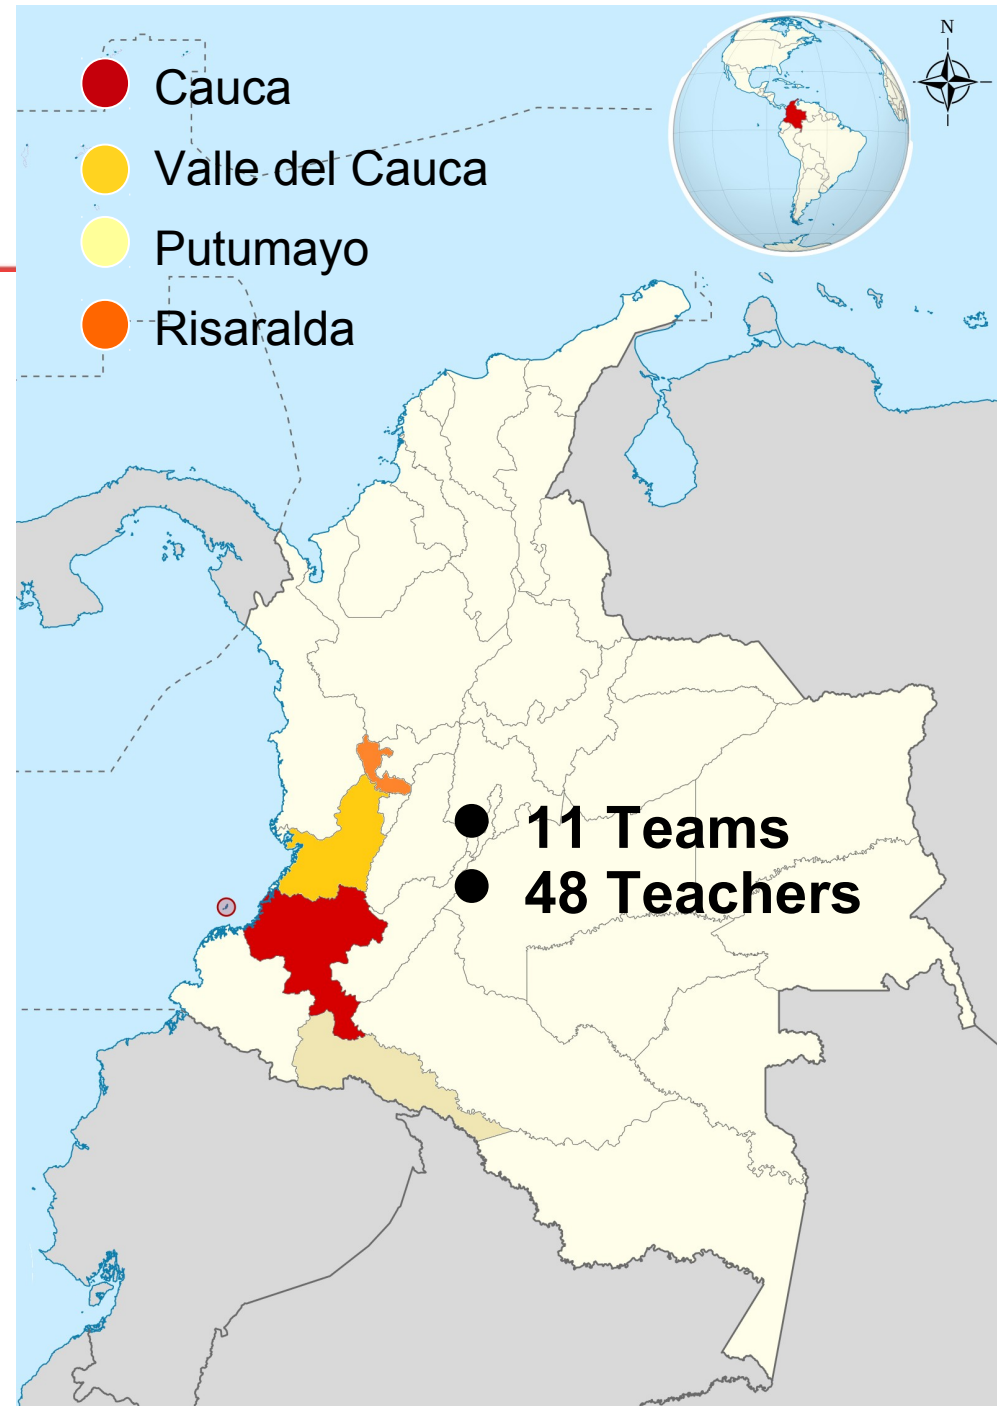 N
Cauca
Valle del Cauca
Putumayo
Risaralda
11 Teams
48 Teachers